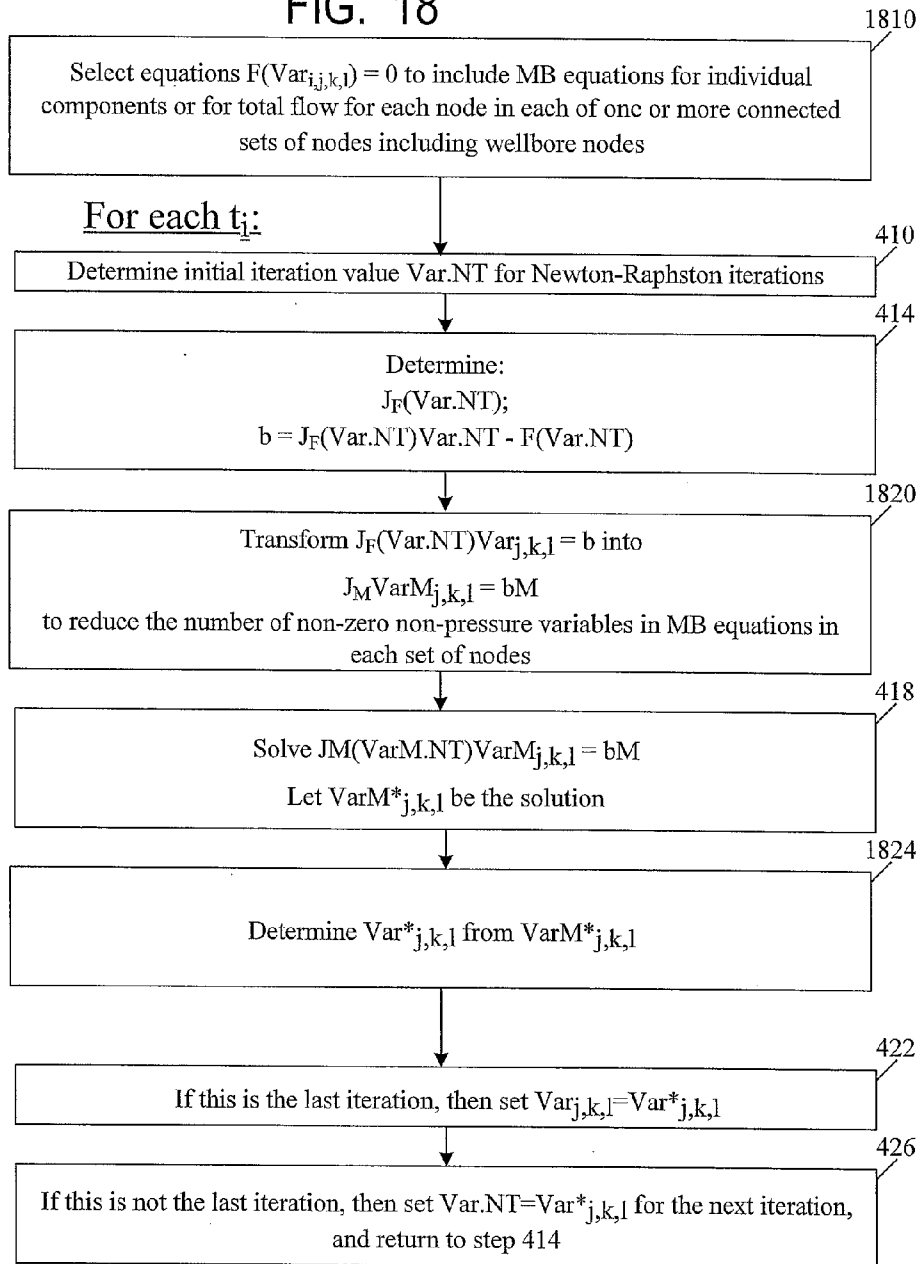 FIG. 18
1810
Select equations F(Var_{i,j,k,l}) = 0 to include MB equations for individual
components or for total flow for each node in each of one or more connected
sets of nodes including wellbore nodes
For each t_i:
410
Determine initial iteration value Var.NT for Newton-Raphston iterations
414
Determine:
J_F(Var.NT);
b = J_F(Var.NT)Var.NT - F(Var.NT)
1820
Transform J_F(Var.NT)Var_{j,k,l} = b into
J_MVarM_{j,k,l} = bM
to reduce the number of non-zero non-pressure variables in MB equations in
each set of nodes
418
Solve JM(VarM.NT)VarM_{j,k,l} = bM
Let VarM*_{j,k,l} be the solution
1824
Determine Var*_{j,k,l} from VarM*_{j,k,l}
422
If this is the last iteration, then set Var_{j,k,l}=Var*_{j,k,l}
426
If this is not the last iteration, then set Var.NT=Var*_{j,k,l} for the next iteration,
and return to step 414